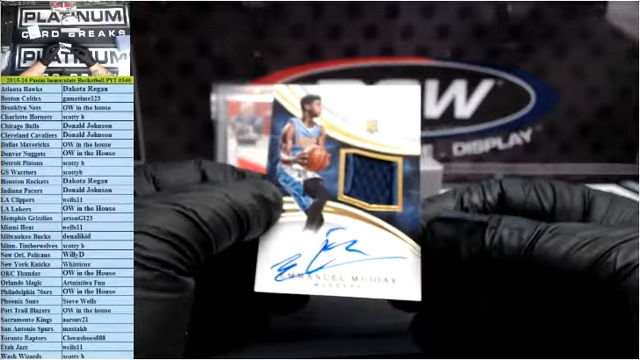 PLATINUM
CARD BREAKS
PLATINUM
2015-16 Panini Immaculate Basketball PYT #346
Atlanta Hawks Dakota Regan
Boston Celtics gametime123
Brooklyn Nets OW in the house
Charlotte Hornets scotty b
Chicago Bulls Donald Johnson
Cleveland Cavaliers Donald Johnson
Dallas Mavericks OW in the house
Denver Nuggets OW in the House
Detroit Pistons scotty b
GS Warriors scottyb
Houston Rockets Dakota Regan
Indiana Pacers Donald Johnson
LA Clippers wells11
LA Lakers OW in the House
Memphis Grizzlies
Miami Heat wells11
Milwaukee Bucks denalikid
Minn. Timberwolves scotty b
New Orl. Pelicans WillyD
New York Knicks
OKC Thunder OW in the House
Orlando Magic
Philadelphia 76ers OW in the House
Phoenix Suns Steve Wells
Port Trail Blazers OW in the house
Sacramento Kings aaronv21
San Antonio Spurs
Toronto Raptors Clownshoes888
Utah Jazz wells11
Wash Wizards scotty b
OW
DISPLAY
EMMANUEL MUDIAY
NUGGETS